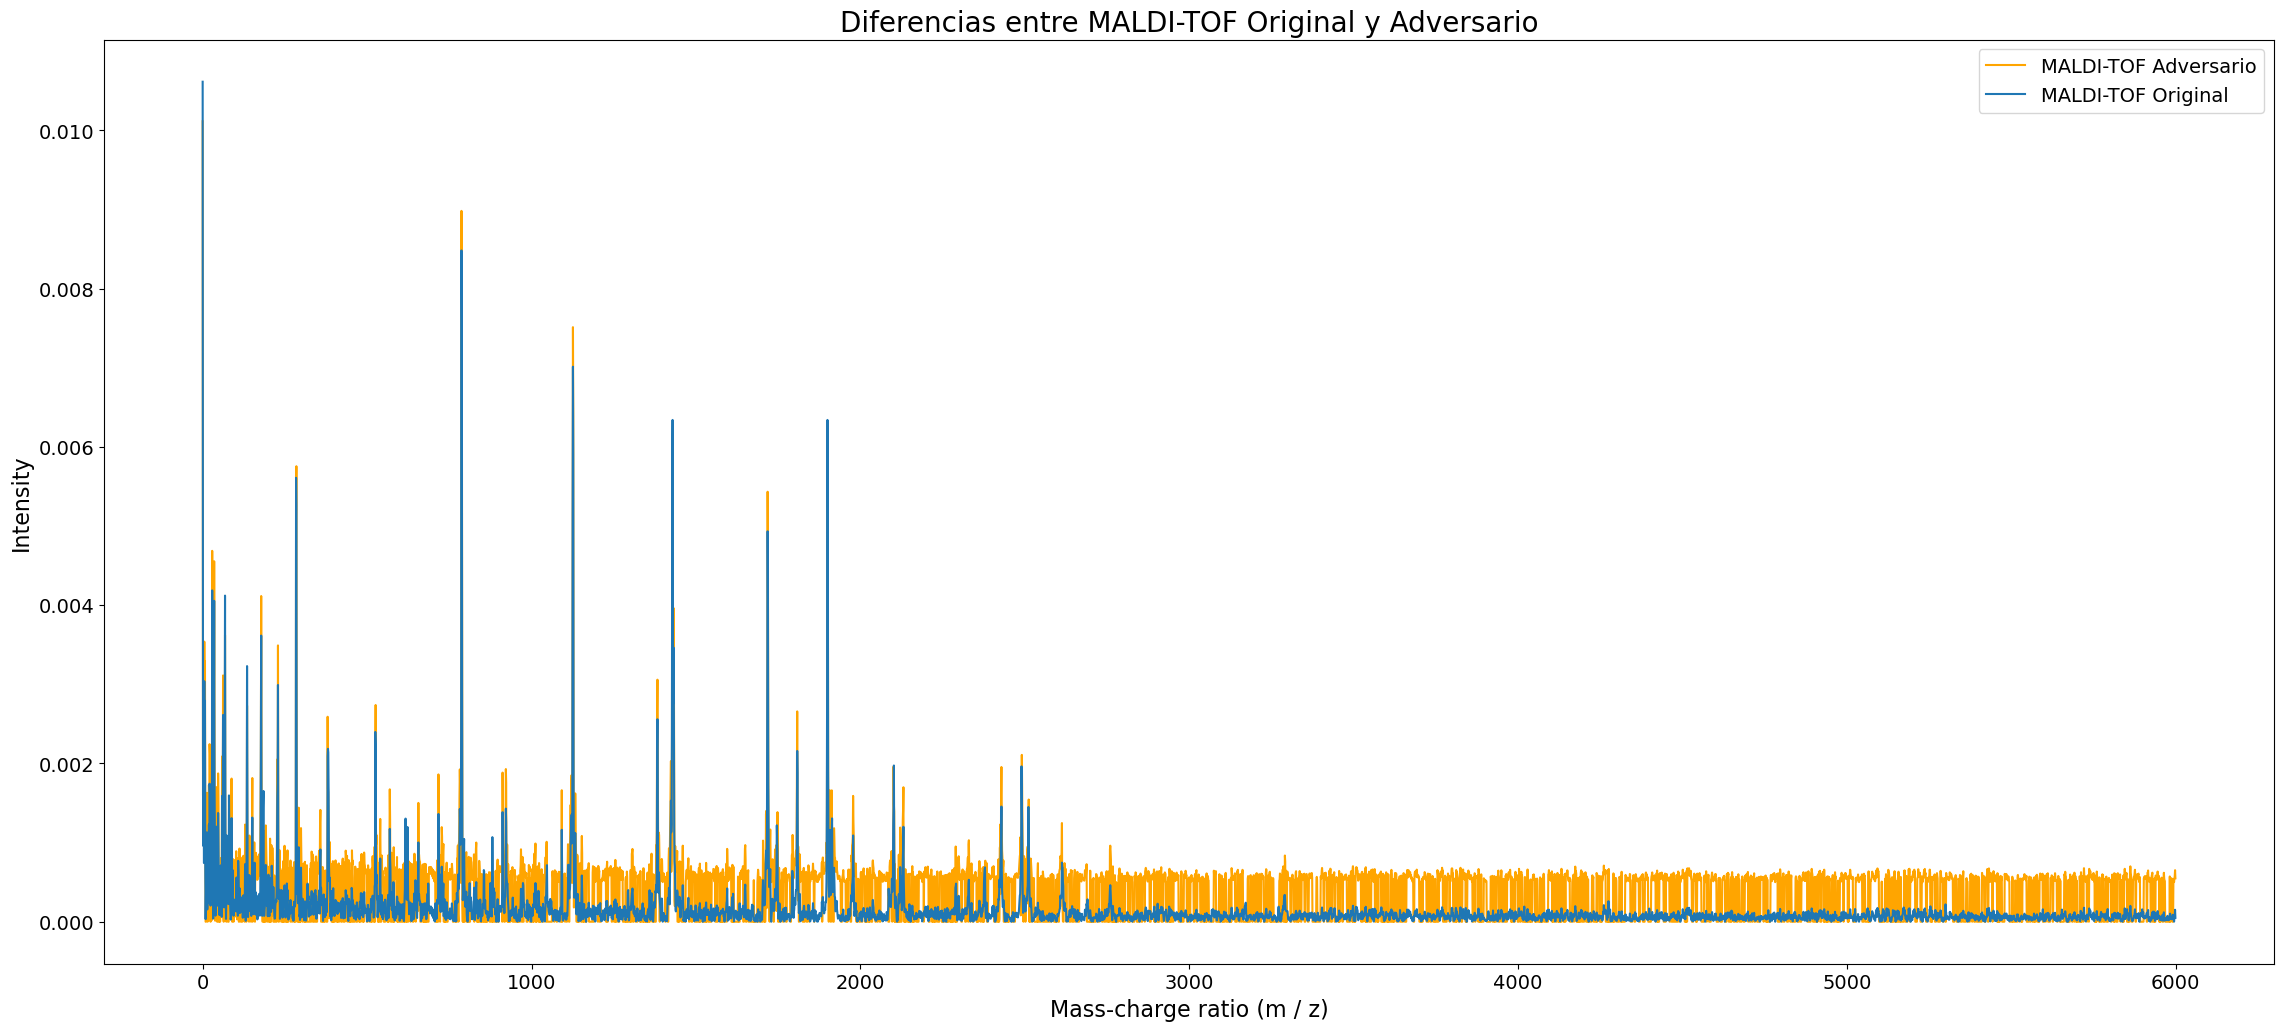 Diferencias entre MALDI-TOF Original y Adversario
MALDI-TOF Adversario
MALDI-TOF Original
Intensity
0.010
0.008
0.006
0.004
0.002
0.000
0 1000 2000 3000 4000 5000 6000
Mass-charge ratio (m / z)